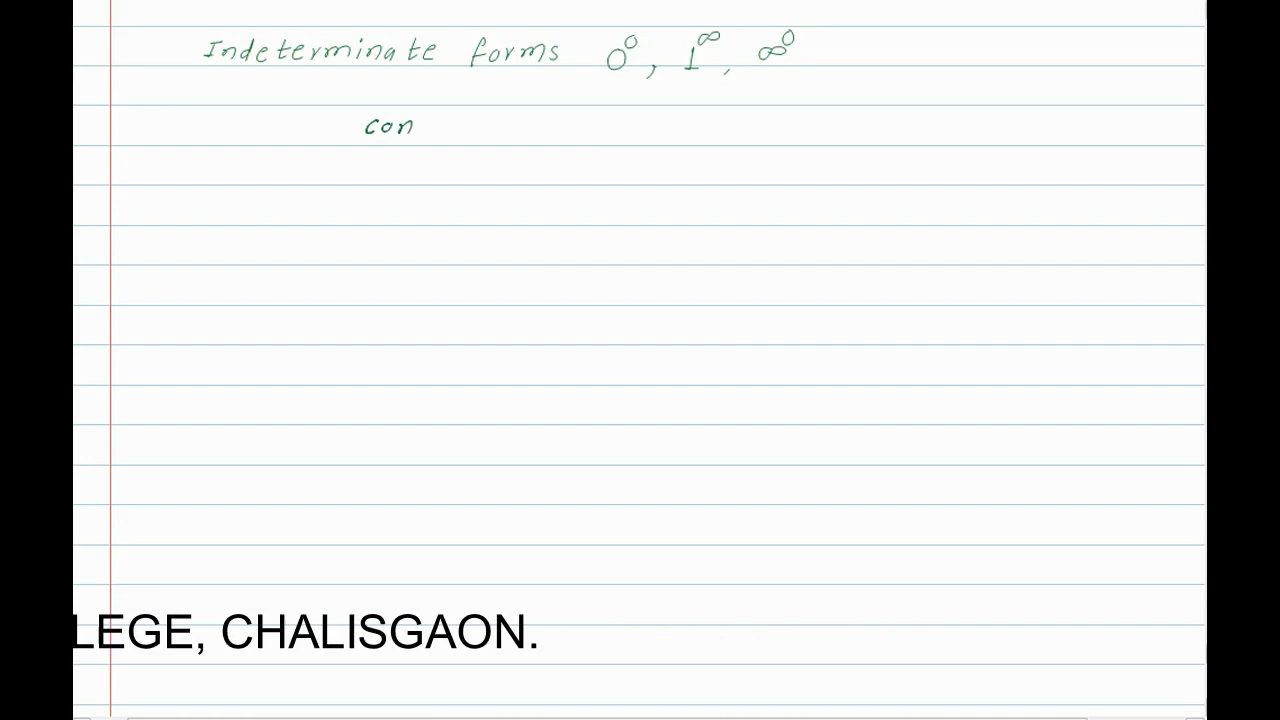 Indeterminate forms 0⁰, 1^∞, ∞⁰
con
LEGE, CHALISGAON.